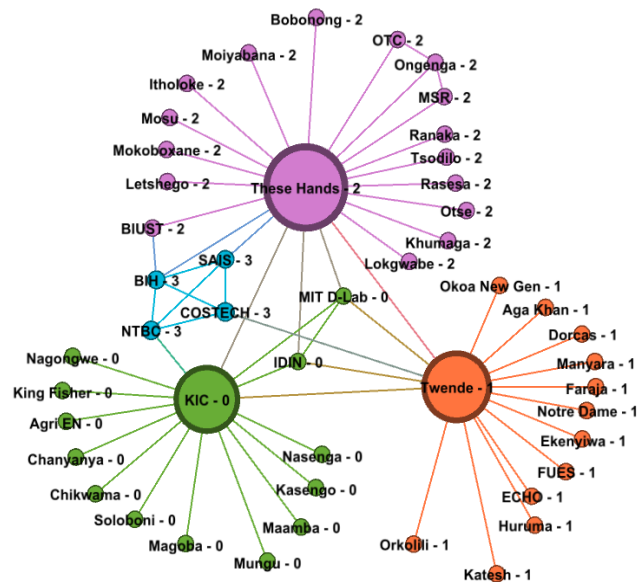 Bobonong - 2
OTC - 2
Moiyabana - 2
Ongenga - 2
Itholoke - 2
MSR - 2
Mosu - 2
Ranaka - 2
Mokoboxane - 2
Tsodilo - 2
Letshego - 2
These Hands - 2
Rasesa - 2
Otse - 2
BIUST - 2
Khumaga - 2
SAIS - 3
Lokgwabe - 2
BIH - 3
Okoa New Gen - 1
MIT D-Lab - 0
Aga Khan - 1
COSTECH - 3
NTBC - 3
Dorcas - 1
Nagongwe - 0
IDIN - 0
Manyara - 1
King Fisher - 0
KIC - 0
Twende - 1
Faraja - 1
Notre Dame - 1
Agri EN - 0
Ekenyiwa - 1
Chanyanya - 0
Nasenga - 0
FUES - 1
Chikwama - 0
Kasengo - 0
ECHO - 1
Soloboni - 0
Maamba - 0
Huruma - 1
Magoba - 0
Orkolili - 1
Mungu - 0
Katesh - 1